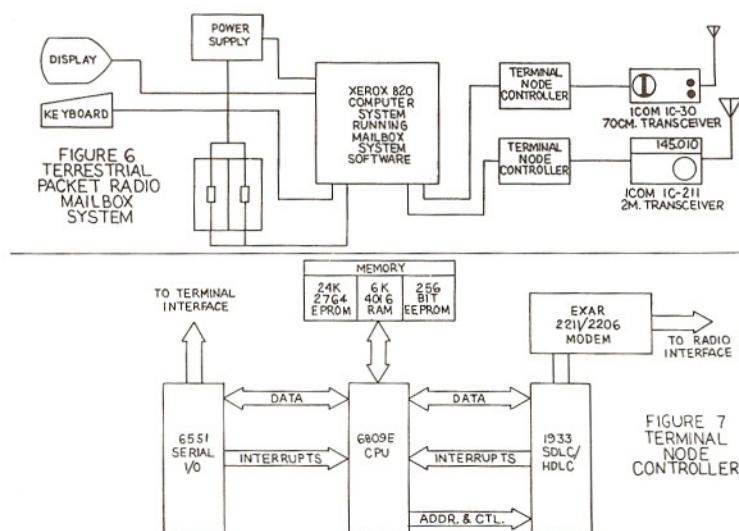 DISPLAY
KEYBOARD
FIGURE 6
TERRESTRIAL
PACKET RADIO
MAILBOX
SYSTEM
POWER
SUPPLY
XEROX 820
COMPUTER
SYSTEM
RUNNING
MAILBOX
SYSTEM
SOFTWARE
TERMINAL
NODE
CONTROLLER
ICOM IC-30
70CM. TRANSCEIVER
TERMINAL
NODE
CONTROLLER
145.010
ICOM IC-211
2M. TRANSCEIVER
MEMORY
24K
2764
EPROM
6K
4016
RAM
256
BIT
EEPROM
TO TERMINAL
INTERFACE
EXAR
2211/2206
MODEM
TO RADIO
INTERFACE
6551
SERIAL
I/O
DATA
INTERRUPTS
6809E
CPU
DATA
INTERRUPTS
ADDR. & CTL.
1933
SDLC/
HDLC
FIGURE 7
TERMINAL
NODE
CONTROLLER